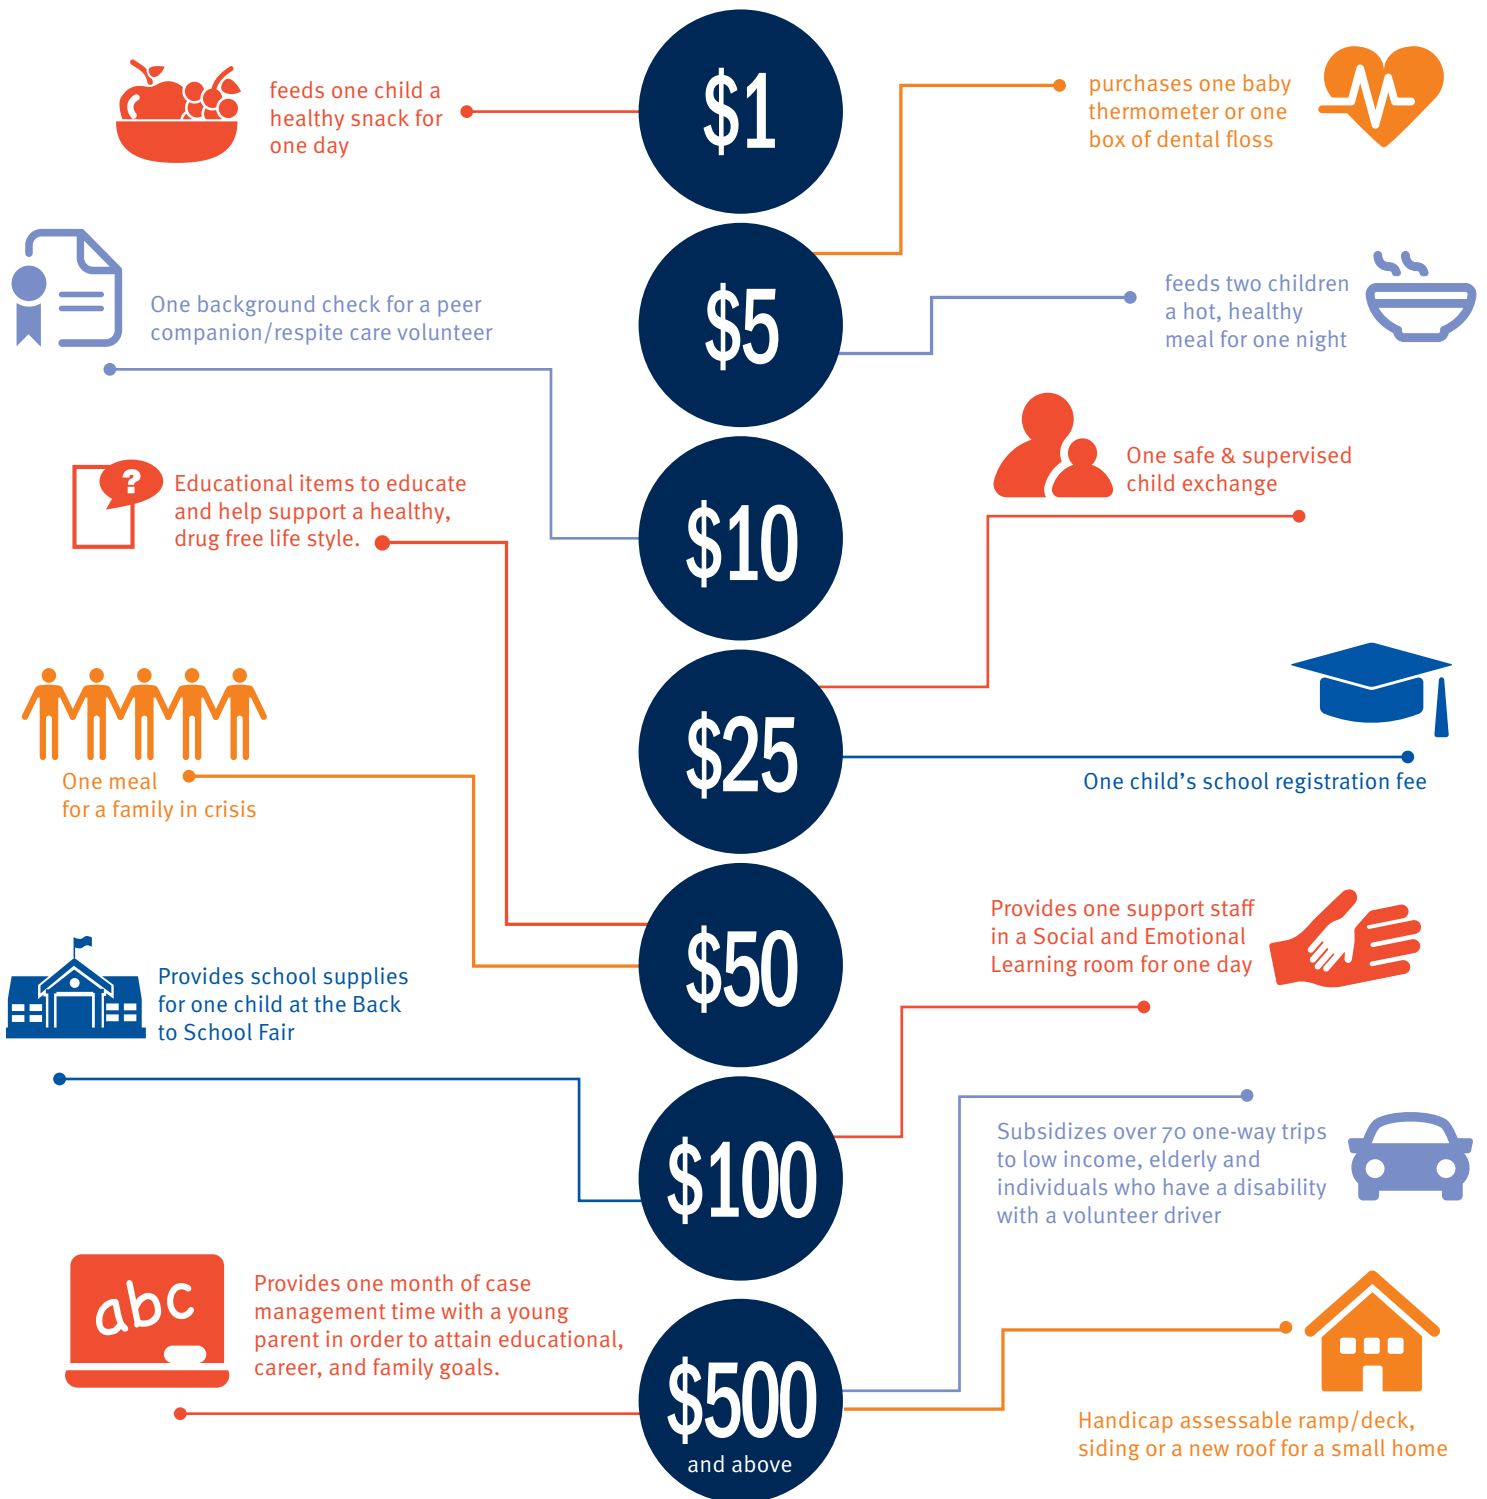 $1
feeds one child a
healthy snack for
one day
purchases one baby
thermometer or one
box of dental floss
$5
feeds two children
a hot, healthy
meal for one night
One background check for a peer
companion/respite care volunteer
$10
One safe & supervised
child exchange
?
Educational items to educate
and help support a healthy,
drug free life style.
$25
One child's school registration fee
One meal
for a family in crisis
$50
Provides one support staff
in a Social and Emotional
Learning room for one day
Provides school supplies
for one child at the Back
to School Fair
$100
Subsidizes over 70 one-way trips
to low income, elderly and
individuals who have a disability
with a volunteer driver
abc
Provides one month of case
management time with a young
parent in order to attain educational,
career, and family goals.
$500
and above
Handicap assessable ramp/deck,
siding or a new roof for a small home